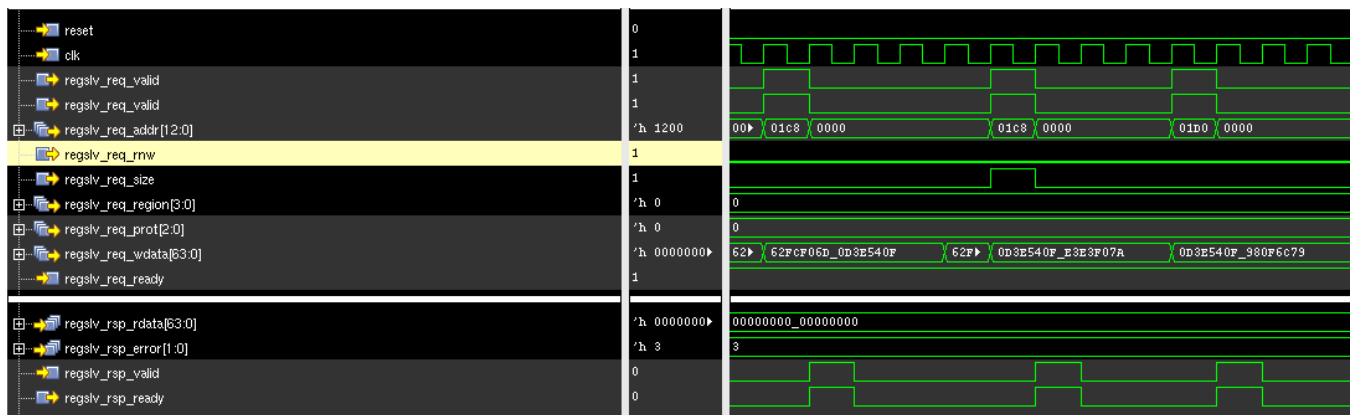 reset 0
clk 1
regslv_req_valid 1
regslv_req_valid 1
regslv_req_addr[12:0] 'h 1200 00 01c8 0000 01c8 0000 01D0 0000
regslv_req_rnw 1
regslv_req_size 1
regslv_req_region[3:0] 'h 0 0
regslv_req_prot[2:0] 'h 0 0
regslv_req_wdata[63:0] 'h 0000000 62 62FCF06D_0D3E540F 62F 0D3E540F_E3E3F07A 0D3E540F_980F6C79
regslv_req_ready 1
regslv_rsp_rdata[63:0] 'h 0000000 00000000_00000000
regslv_rsp_error[1:0] 'h 3 3
regslv_rsp_valid 0
regslv_rsp_ready 0